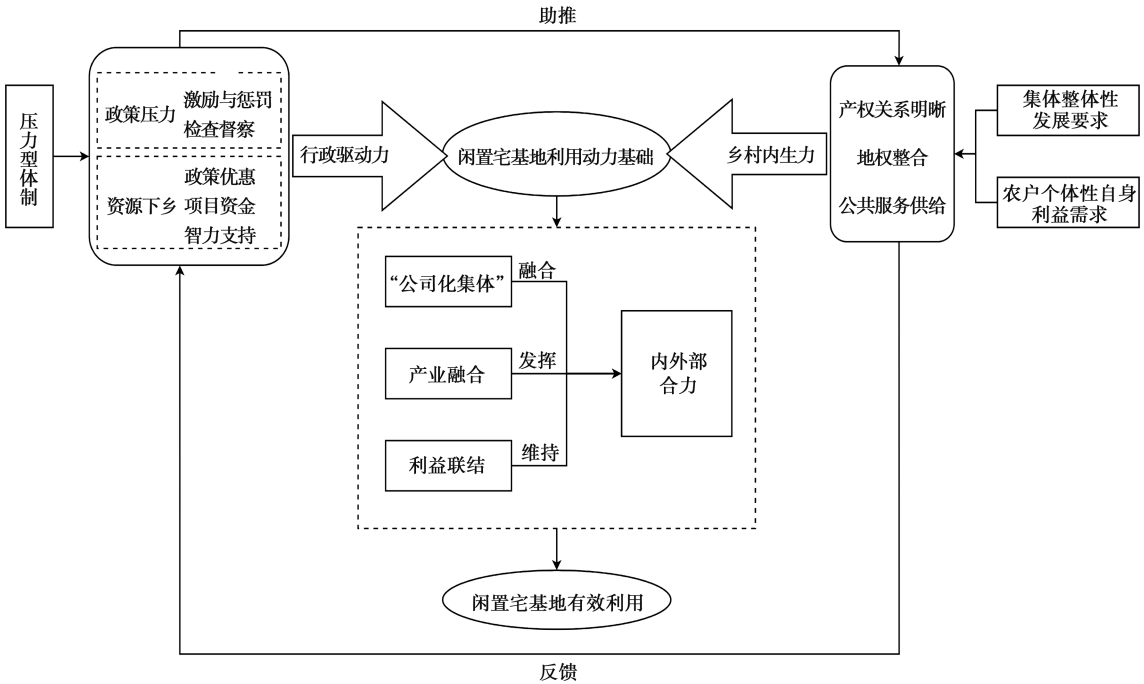 助推
压力型体制
政策压力
激励与惩罚
检查督察
资源下乡
政策优惠
项目资金
智力支持
行政驱动力
闲置宅基地利用动力基础
乡村内生力
产权关系明晰
地权整合
公共服务供给
集体整体性
发展要求
农户个体性自身
利益需求
“公司化集体”
融合
产业融合
发挥
利益联结
维持
内外部
合力
闲置宅基地有效利用
反馈